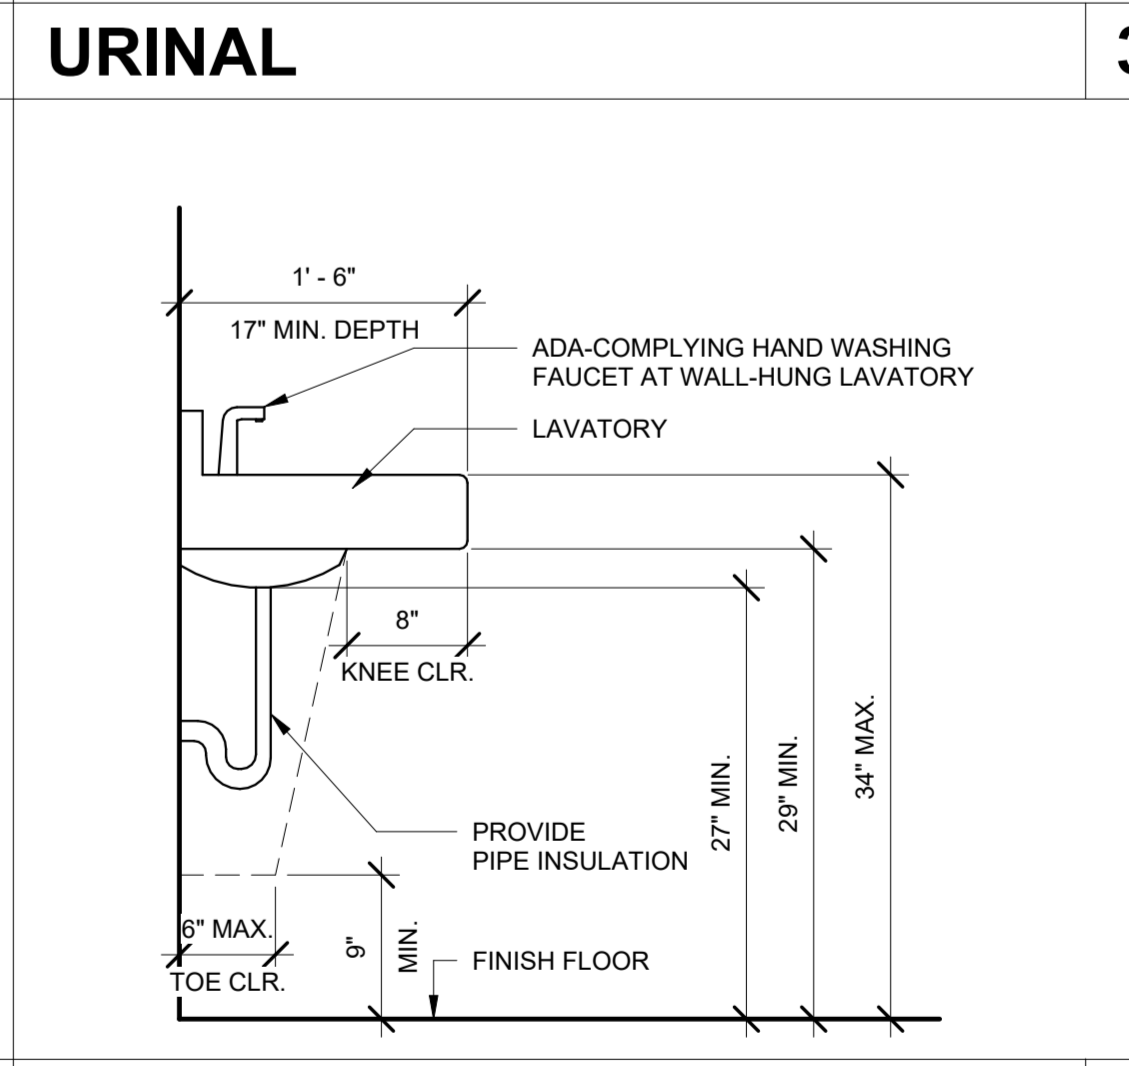 URINAL
1' - 6"
17" MIN. DEPTH
ADA-COMPLYING HAND WASHING
FAUCET AT WALL-HUNG LAVATORY
LAVATORY
8"
KNEE CLR.
27" MIN.
29" MIN.
34" MAX.
PROVIDE
PIPE INSULATION
6" MAX.
TOE CLR.
9"
MIN.
FINISH FLOOR